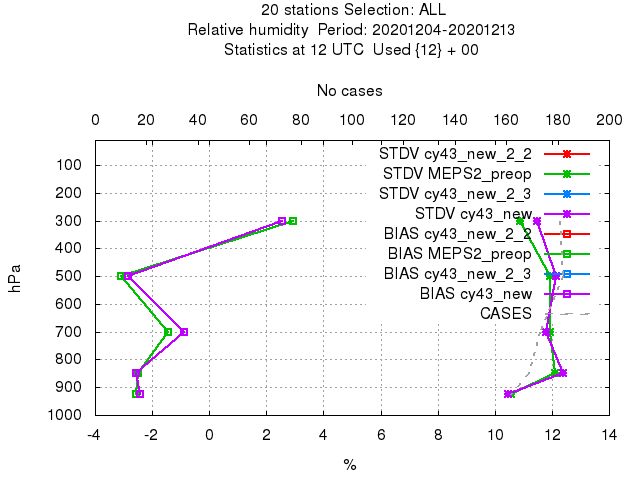 20 stations Selection: ALL
Relative humidity  Period: 20201204-20201213
Statistics at 12 UTC  Used {12} + 00
No cases
0 20 40 60 80 100 120 140 160 180 200
STDV cy43_new_2_2
STDV MEPS2_preop
STDV cy43_new_2_3
STDV cy43_new
BIAS cy43_new_2_2
BIAS MEPS2_preop
BIAS cy43_new_2_3
BIAS cy43_new
CASES
hPa
100
200
300
400
500
600
700
800
900
1000
-4 -2 0 2 4 6 8 10 12 14
%